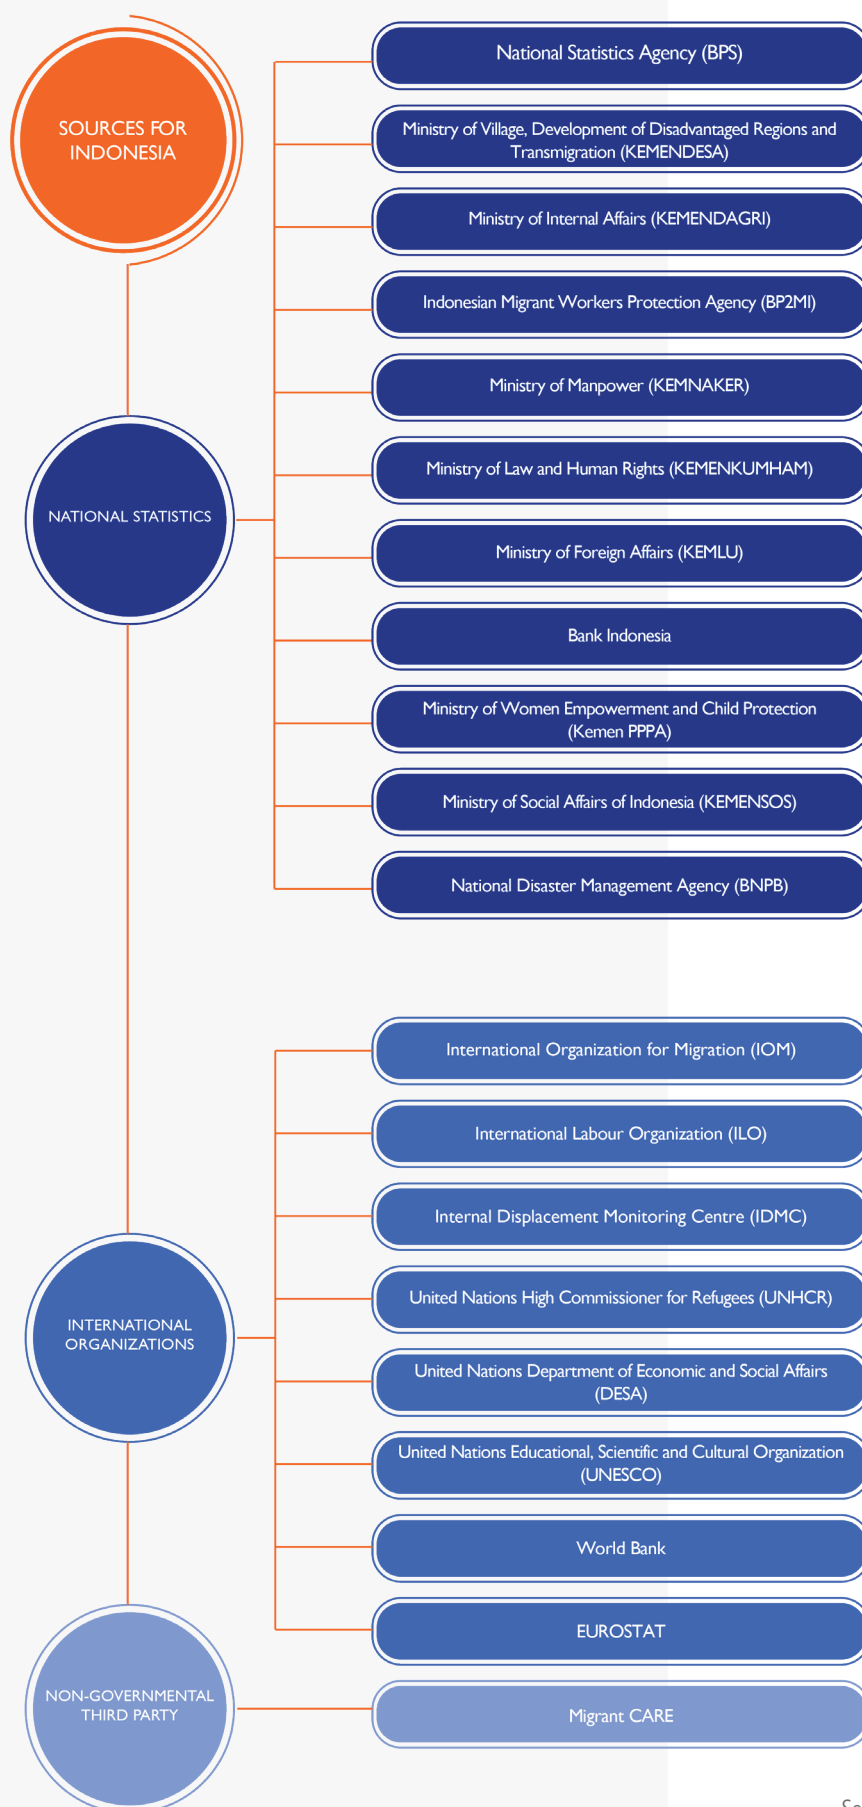 SOURCES FOR
INDONESIA
NATIONAL STATISTICS
National Statistics Agency (BPS)
Ministry of Village, Development of Disadvantaged Regions and
Transmigration (KEMENDESA)
Ministry of Internal Affairs (KEMENDAGRI)
Indonesian Migrant Workers Protection Agency (BP2MI)
Ministry of Manpower (KEMNAKER)
Ministry of Law and Human Rights (KEMENKUMHAM)
Ministry of Foreign Affairs (KEMLU)
Bank Indonesia
Ministry of Women Empowerment and Child Protection
(Kemen PPPA)
Ministry of Social Affairs of Indonesia (KEMENSOS)
National Disaster Management Agency (BNPB)
INTERNATIONAL
ORGANIZATIONS
International Organization for Migration (IOM)
International Labour Organization (ILO)
Internal Displacement Monitoring Centre (IDMC)
United Nations High Commissioner for Refugees (UNHCR)
United Nations Department of Economic and Social Affairs
(DESA)
United Nations Educational, Scientific and Cultural Organization
(UNESCO)
World Bank
EUROSTAT
NON-GOVERNMENTAL
THIRD PARTY
Migrant CARE